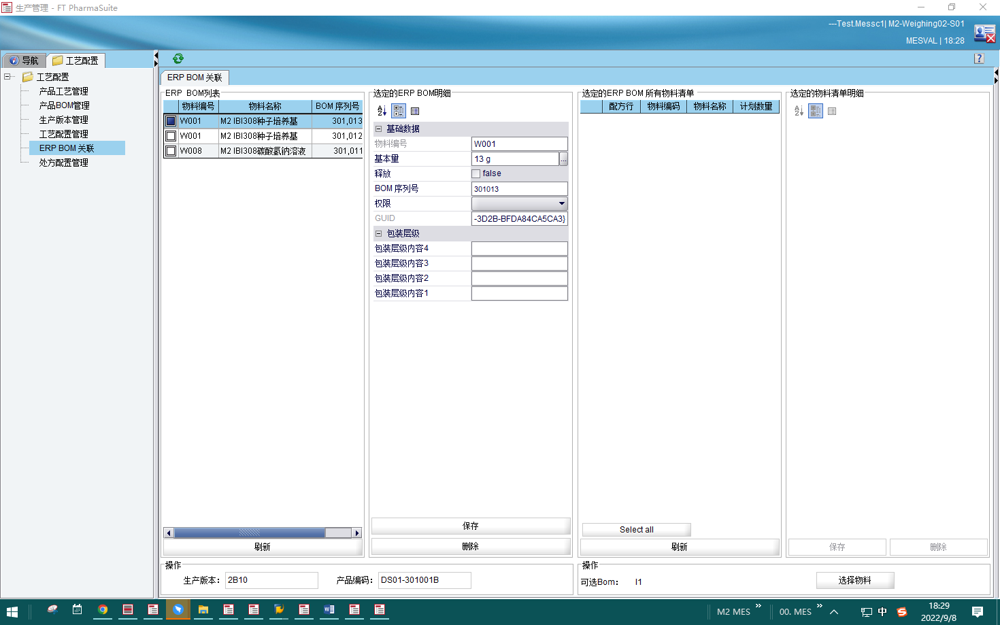 生产管理 - FT PharmaSuite
---Test.Messc1| M2-Weighing02-S01
MESVAL | 18:28
导航
工艺配置
?
工艺配置
产品工艺管理
产品BOM管理
生产版本管理
工艺配置管理
ERP BOM 关联
处方配置管理
ERP BOM 关联
ERP BOM列表
物料编号 物料名称 BOM 序列号
W001 M2 IBI308种子培养基 301,013
W001 M2 IBI308种子培养基 301,012
W008 M2 IBI308碳酸氢钠溶液 301,011
刷新
选定的ERP BOM明细
基础数据
物料编号 W001
基本量 13 g ...
释放 false
BOM 序列号 301013
权限
GUID -3D2B-BFDA84CA5CA3}
包装层级
包装层级内容4
包装层级内容3
包装层级内容2
包装层级内容1
保存
删除
选定的ERP BOM 所有物料清单
配方行 物料编码 物料名称 计划数量
Select all
刷新
选定的物料清单明细
保存 删除
操作
生产版本： 2B10 产品编码： DS01-301001B
操作
可选Bom： I1 选择物料
M2 MES » 00. MES » 中
18:29
2022/9/8